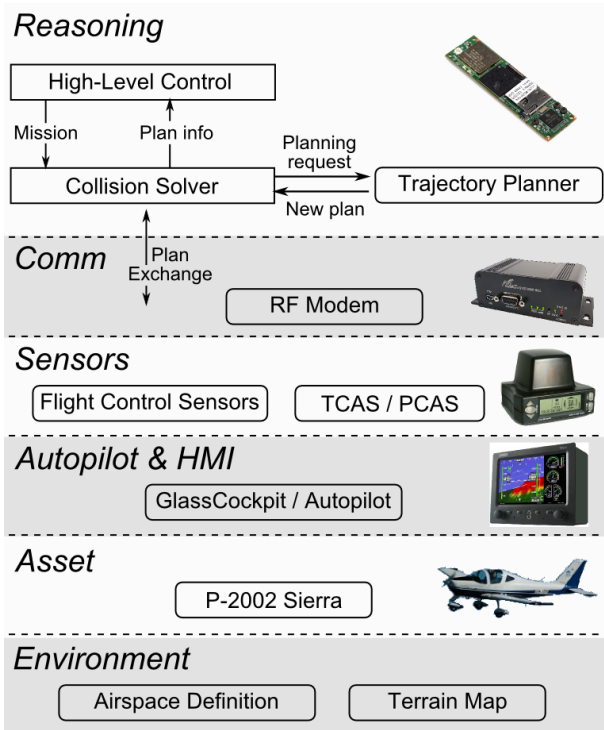 Reasoning
High-Level Control
Mission
Plan info
Planning
request
Collision Solver
Trajectory Planner
New plan
Comm
Plan
Exchange
RF Modem
Sensors
Flight Control Sensors
TCAS / PCAS
Autopilot & HMI
GlassCockpit / Autopilot
Asset
P-2002 Sierra
Environment
Airspace Definition
Terrain Map